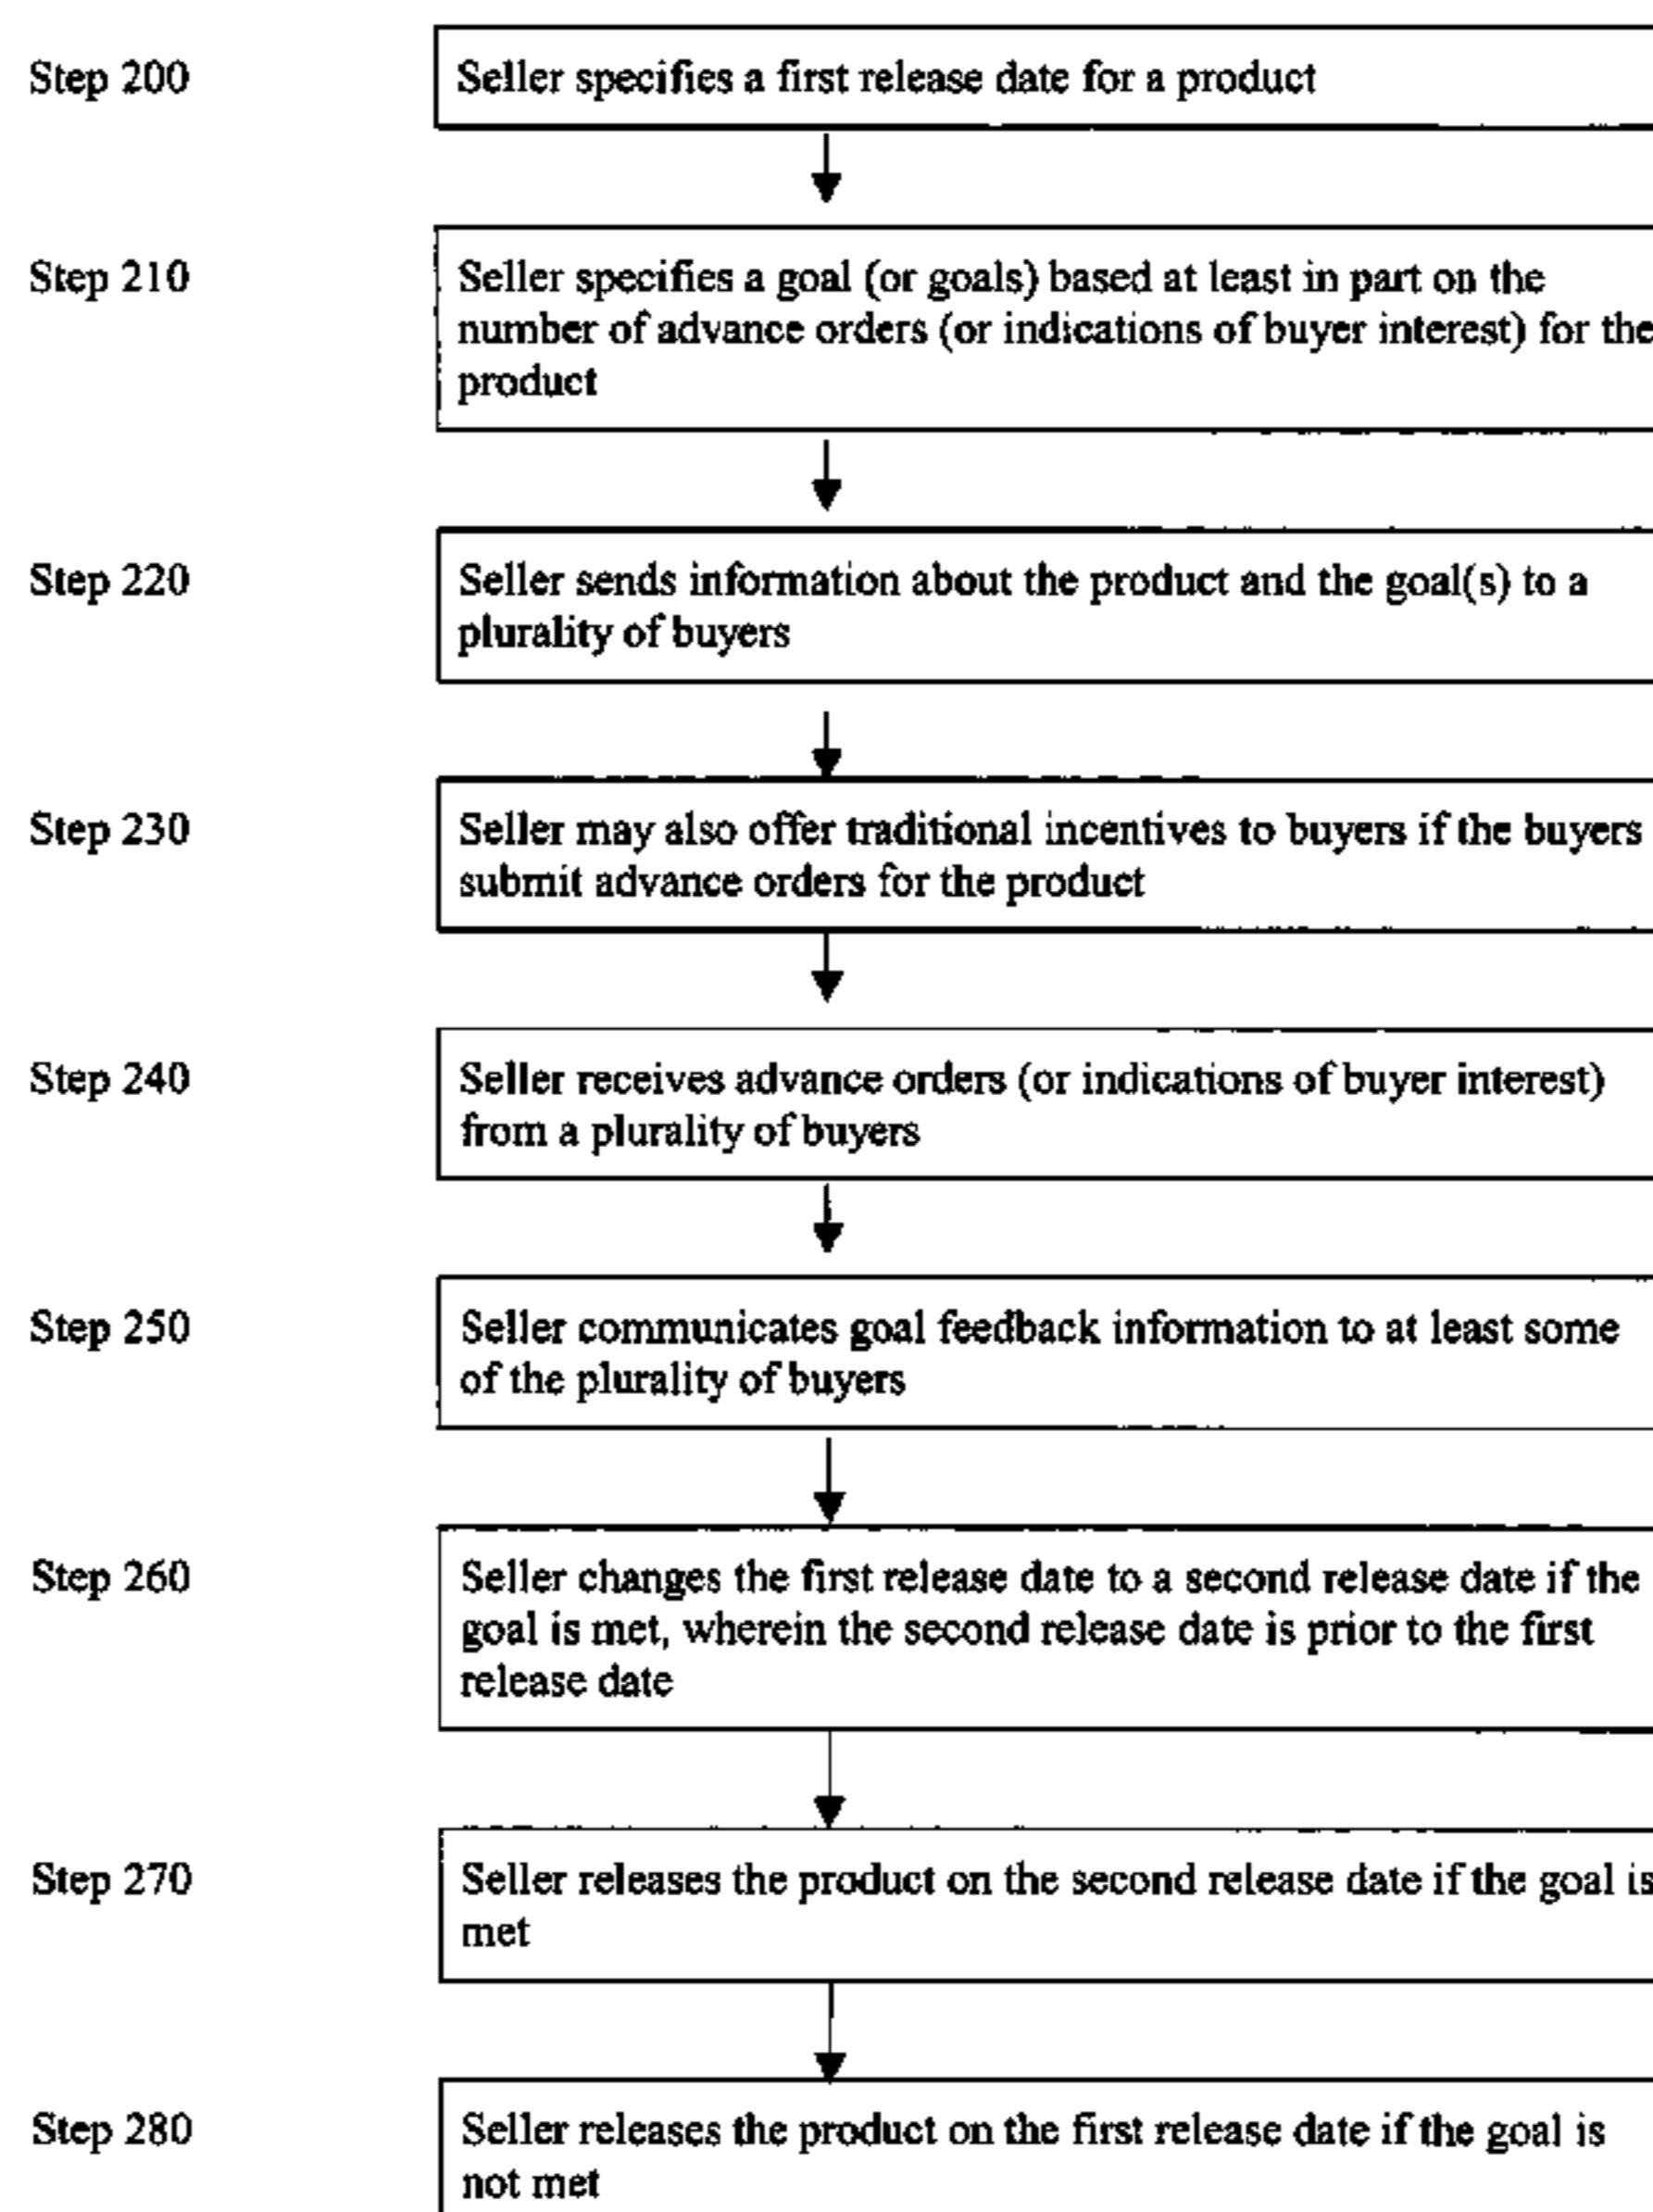 Step 200
Seller specifies a first release date for a product
Step 210
Seller specifies a goal (or goals) based at least in part on the
number of advance orders (or indications of buyer interest) for the
product
Step 220
Seller sends information about the product and the goal(s) to a
plurality of buyers
Step 230
Seller may also offer traditional incentives to buyers if the buyers
submit advance orders for the product
Step 240
Seller receives advance orders (or indications of buyer interest)
from a plurality of buyers
Step 250
Seller communicates goal feedback information to at least some
of the plurality of buyers
Step 260
Seller changes the first release date to a second release date if the
goal is met, wherein the second release date is prior to the first
release date
Step 270
Seller releases the product on the second release date if the goal is
met
Step 280
Seller releases the product on the first release date if the goal is
not met